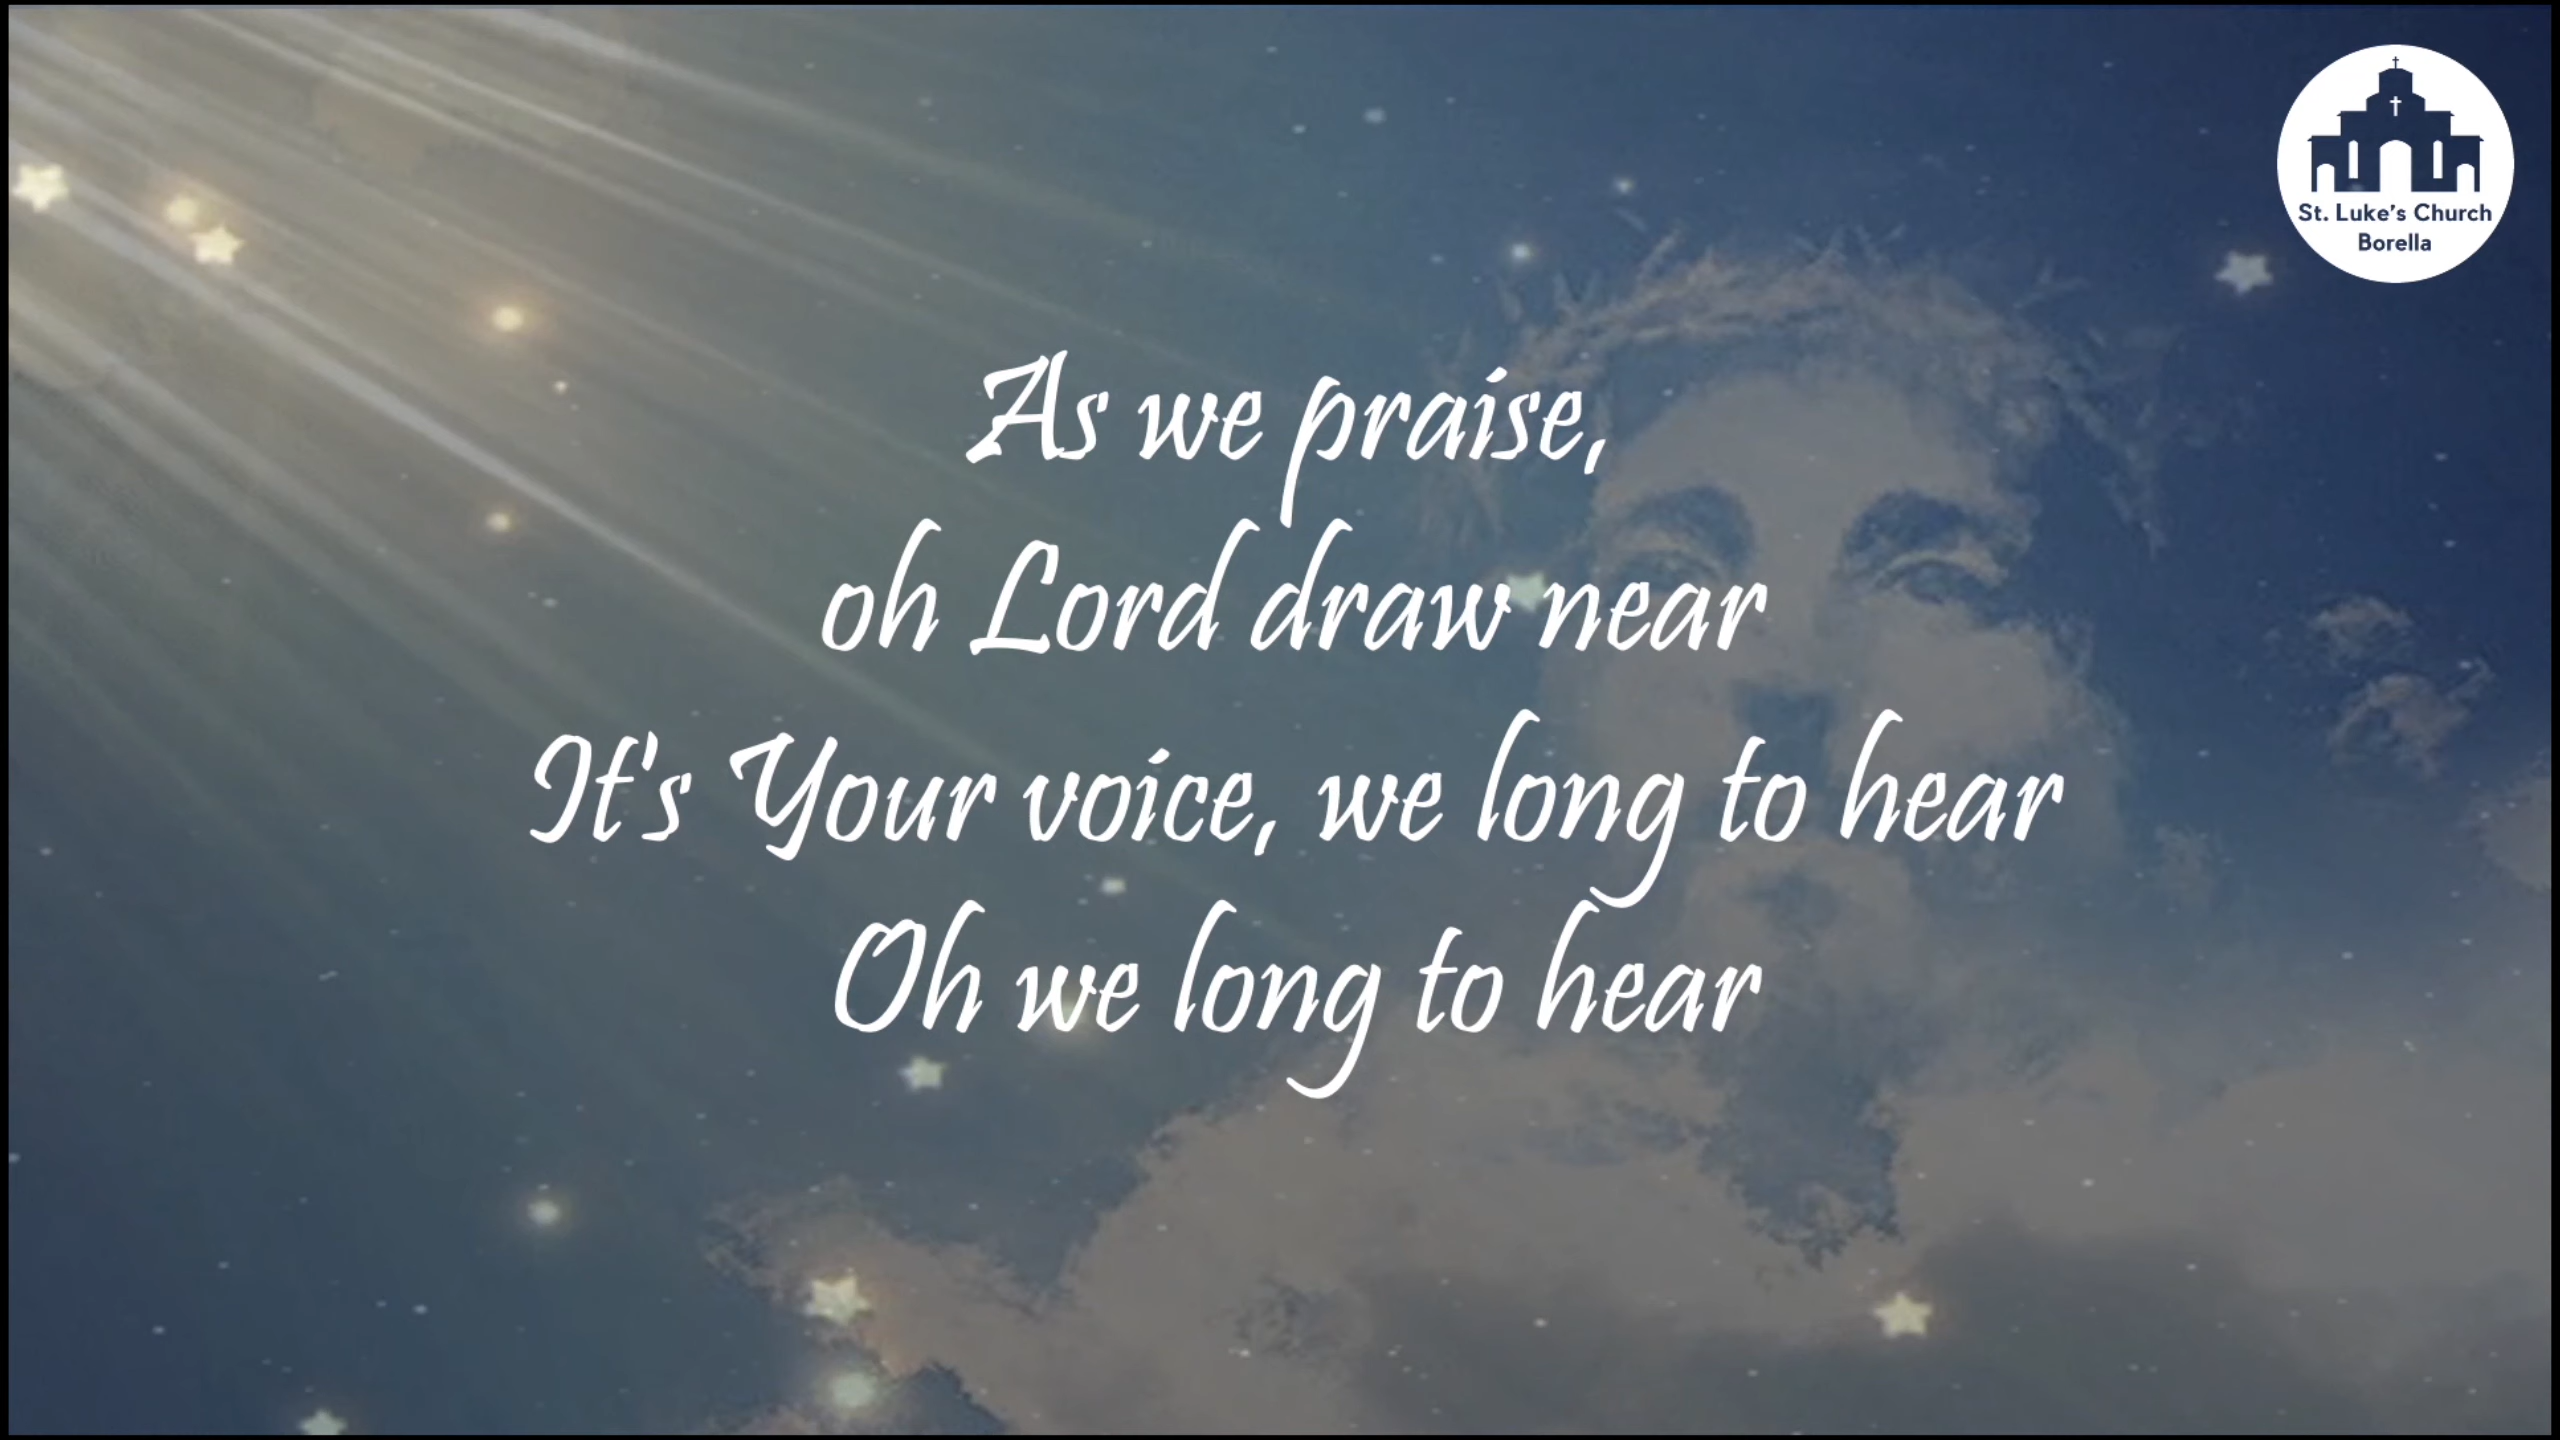 St. Luke's Church
Borella
As we praise,
oh Lord draw near
It's Your voice, we long to hear
Oh we long to hear